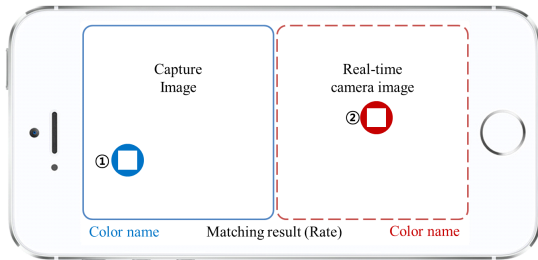 Capture
Image
①
Real-time
camera image
②
Color name
Matching result (Rate)
Color name